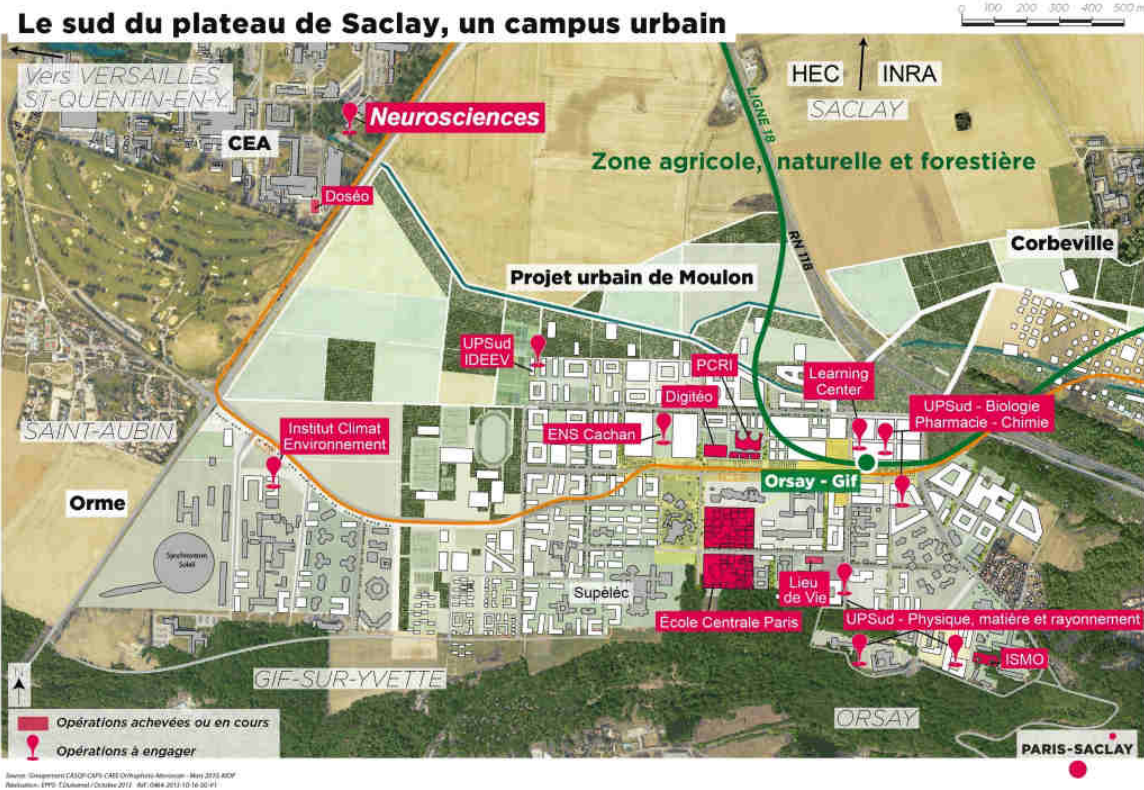 Le sud du plateau de Saclay, un campus urbain
0 100 200 300 400 500 m
Vers VERSAILLES
ST-QUENTIN-EN-Y.
HEC
INRA
SACLAY
Neurosciences
CEA
LIGNE 18
Zone agricole, naturelle et forestière
Doséo
RN 118
Corbeville
Projet urbain de Moulon
UPSud
IDEEV
PCRI
Learning
Center
Digitéo
UPSud - Biologie
Pharmacie - Chimie
SAINT-AUBIN
Institut Climat
Environnement
ENS Cachan
Orsay - Gif
Orme
Synchrotron
Soleil
Supéléc
Lieu
de Vie
École Centrale Paris
UPSud - Physique, matière et rayonnement
ISMO
GIF-SUR-YVETTE
N
ORSAY
Opérations achevées ou en cours
Opérations à engager
PARIS-SACLAY